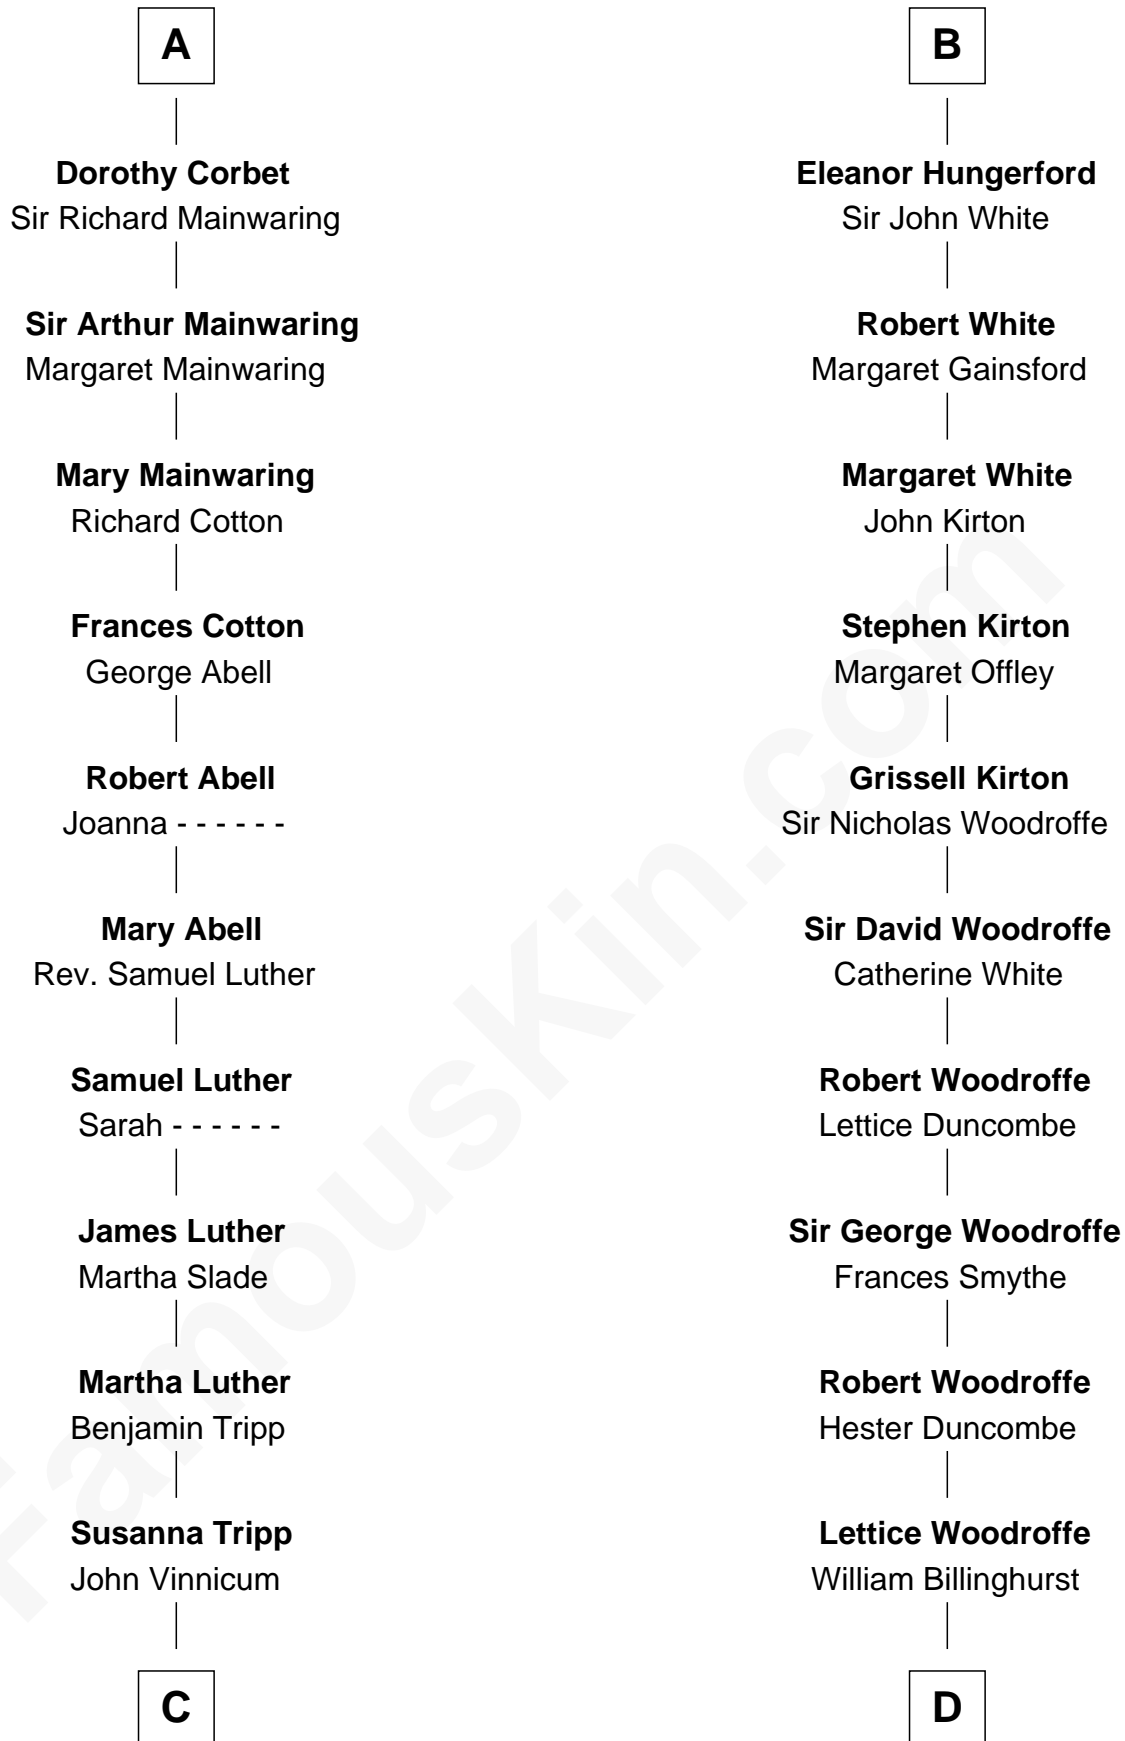 A
Dorothy Corbet
Sir Richard Mainwaring
Sir Arthur Mainwaring
Margaret Mainwaring
Mary Mainwaring
Richard Cotton
Frances Cotton
George Abell
Robert Abell
Joanna - - - - - -
Mary Abell
Rev. Samuel Luther
Samuel Luther
Sarah - - - - - -
James Luther
Martha Slade
Martha Luther
Benjamin Tripp
Susanna Tripp
John Vinnicum
C
B
Eleanor Hungerford
Sir John White
Robert White
Margaret Gainsford
Margaret White
John Kirton
Stephen Kirton
Margaret Offley
Grissell Kirton
Sir Nicholas Woodroffe
Sir David Woodroffe
Catherine White
Robert Woodroffe
Lettice Duncombe
Sir George Woodroffe
Frances Smythe
Robert Woodroffe
Hester Duncombe
Lettice Woodroffe
William Billinghurst
D
FamousKin.com